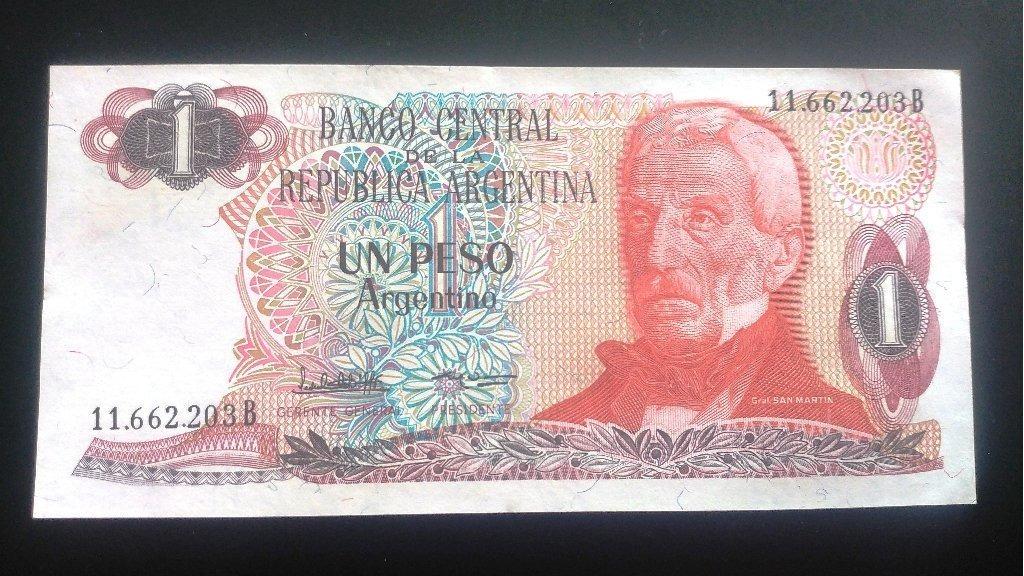 1
BANCO CENTRAL
11.662.203B
DE LA
REPUBLICA ARGENTINA
1
UN PESO
Argentino
1
GERENTE GENERAL PRESIDENTE
Gral. SAN MARTIN
11.662.203B